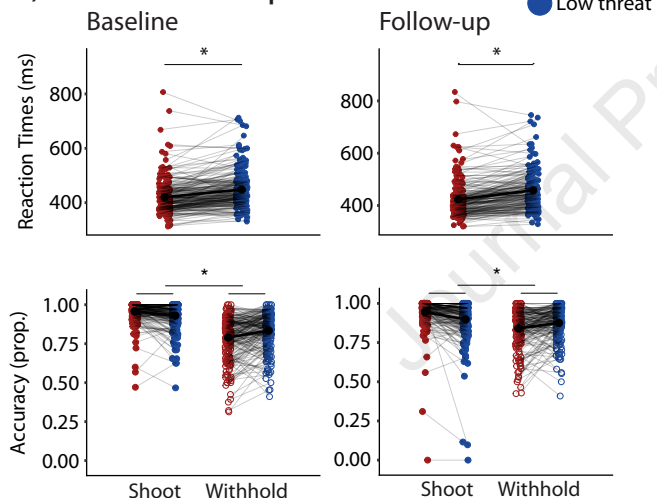 Low threat
Baseline
Follow-up
*
*
Reaction Times (ms)
800
600
400
800
600
400
*
*
Accuracy (prop.)
1.00
0.75
0.50
0.25
0.00
1.00
0.75
0.50
0.25
0.00
Shoot Withhold
Shoot Withhold
Journal Pr